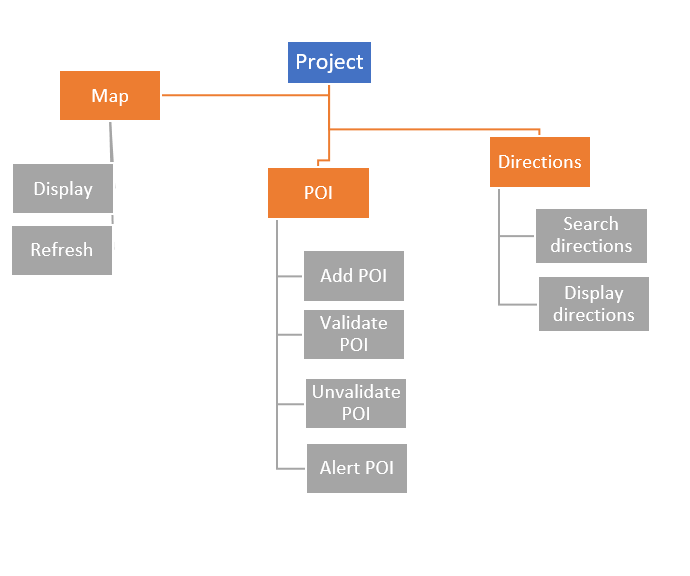 Project
Map
Display
Refresh
POI
Add POI
Validate
POI
Unvalidate
POI
Alert POI
Directions
Search
directions
Display
directions